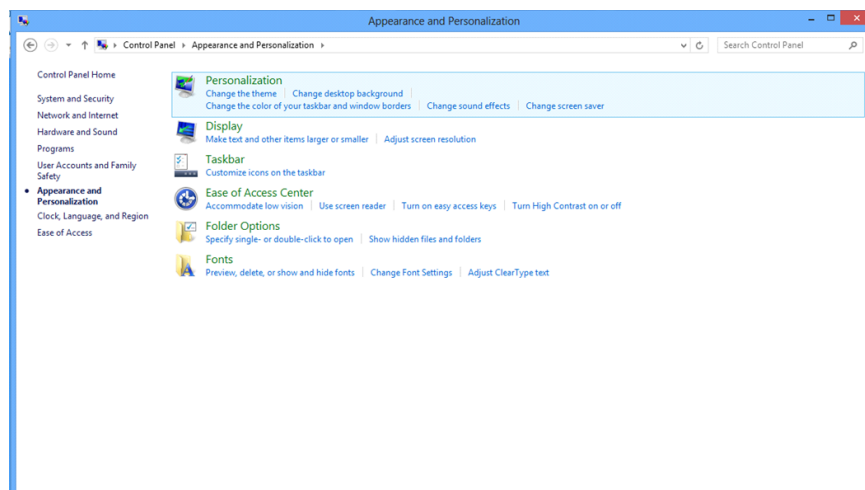 Appearance and Personalization
Control Panel Appearance and Personalization
Search Control Panel
Control Panel Home
System and Security
Network and Internet
Hardware and Sound
Programs
User Accounts and Family
Safety
Appearance and
Personalization
Clock, Language, and Region
Ease of Access
Personalization
Change the theme Change desktop background
Change the color of your taskbar and window borders Change sound effects Change screen saver
Display
Make text and other items larger or smaller Adjust screen resolution
Taskbar
Customize icons on the taskbar
Ease of Access Center
Accommodate low vision Use screen reader Turn on easy access keys Turn High Contrast on or off
Folder Options
Specify single- or double-click to open Show hidden files and folders
Fonts
Preview, delete, or show and hide fonts Change Font Settings Adjust ClearType text